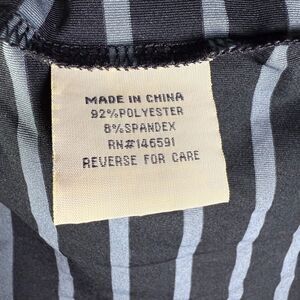 MADE IN CHINA
92%POLYESTER
8%SPANDEX
RN#146591
REVERSE FOR CARE